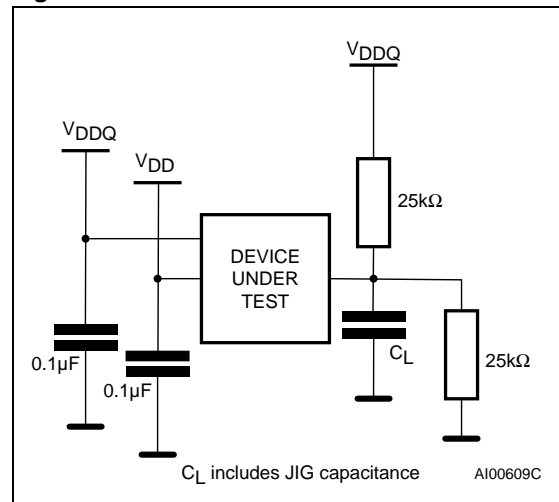 VDDQ
VDDQ
VDD
25kΩ
DEVICE
UNDER
TEST
0.1µF
0.1µF
CL
25kΩ
CL includes JIG capacitance
AI00609C